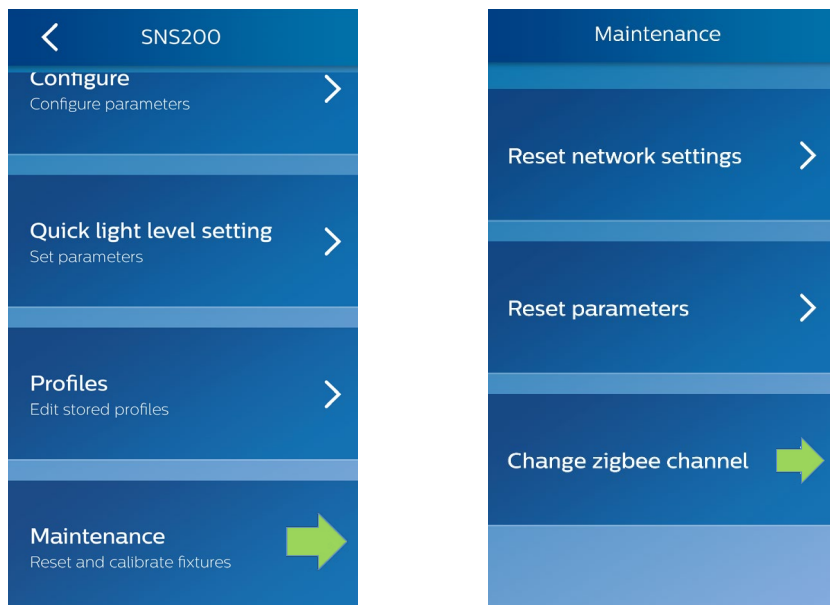 SNS200
Configure
Configure parameters
Quick light level setting
Set parameters
Profiles
Edit stored profiles
Maintenance
Reset and calibrate fixtures
Maintenance
Reset network settings
Reset parameters
Change zigbee channel